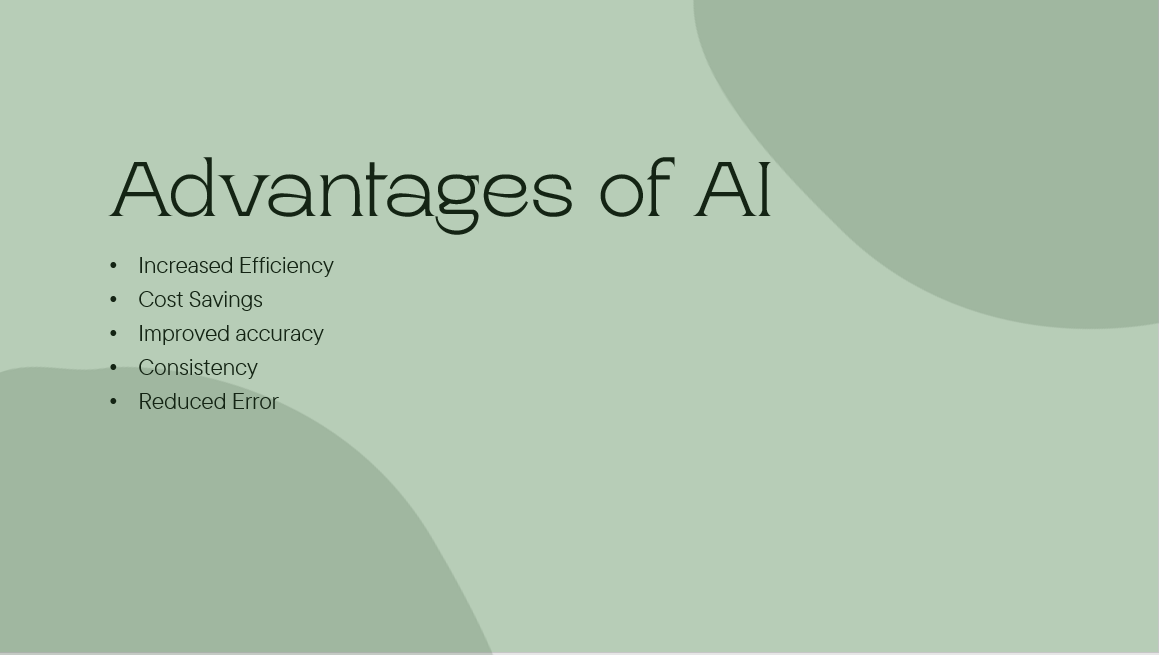 Advantages of AI
• Increased Efficiency
• Cost Savings
• Improved accuracy
• Consistency
• Reduced Error